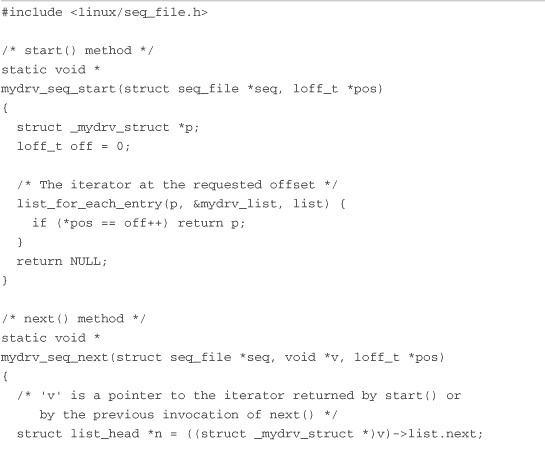 #include <linux/seq_file.h>
/* start() method */
static void *
mydrv_seq_start(struct seq_file *seq, loff_t *pos)
{
  struct _mydrv_struct *p;
  loff_t off = 0;
  /* The iterator at the requested offset */
  list_for_each_entry(p, &mydrv_list, list) {
    if (*pos == off++) return p;
  }
  return NULL;
}
/* next() method */
static void *
mydrv_seq_next(struct seq_file *seq, void *v, loff_t *pos)
{
  /* 'v' is a pointer to the iterator returned by start() or
     by the previous invocation of next() */
  struct list_head *n = ((struct _mydrv_struct *)v)->list.next;